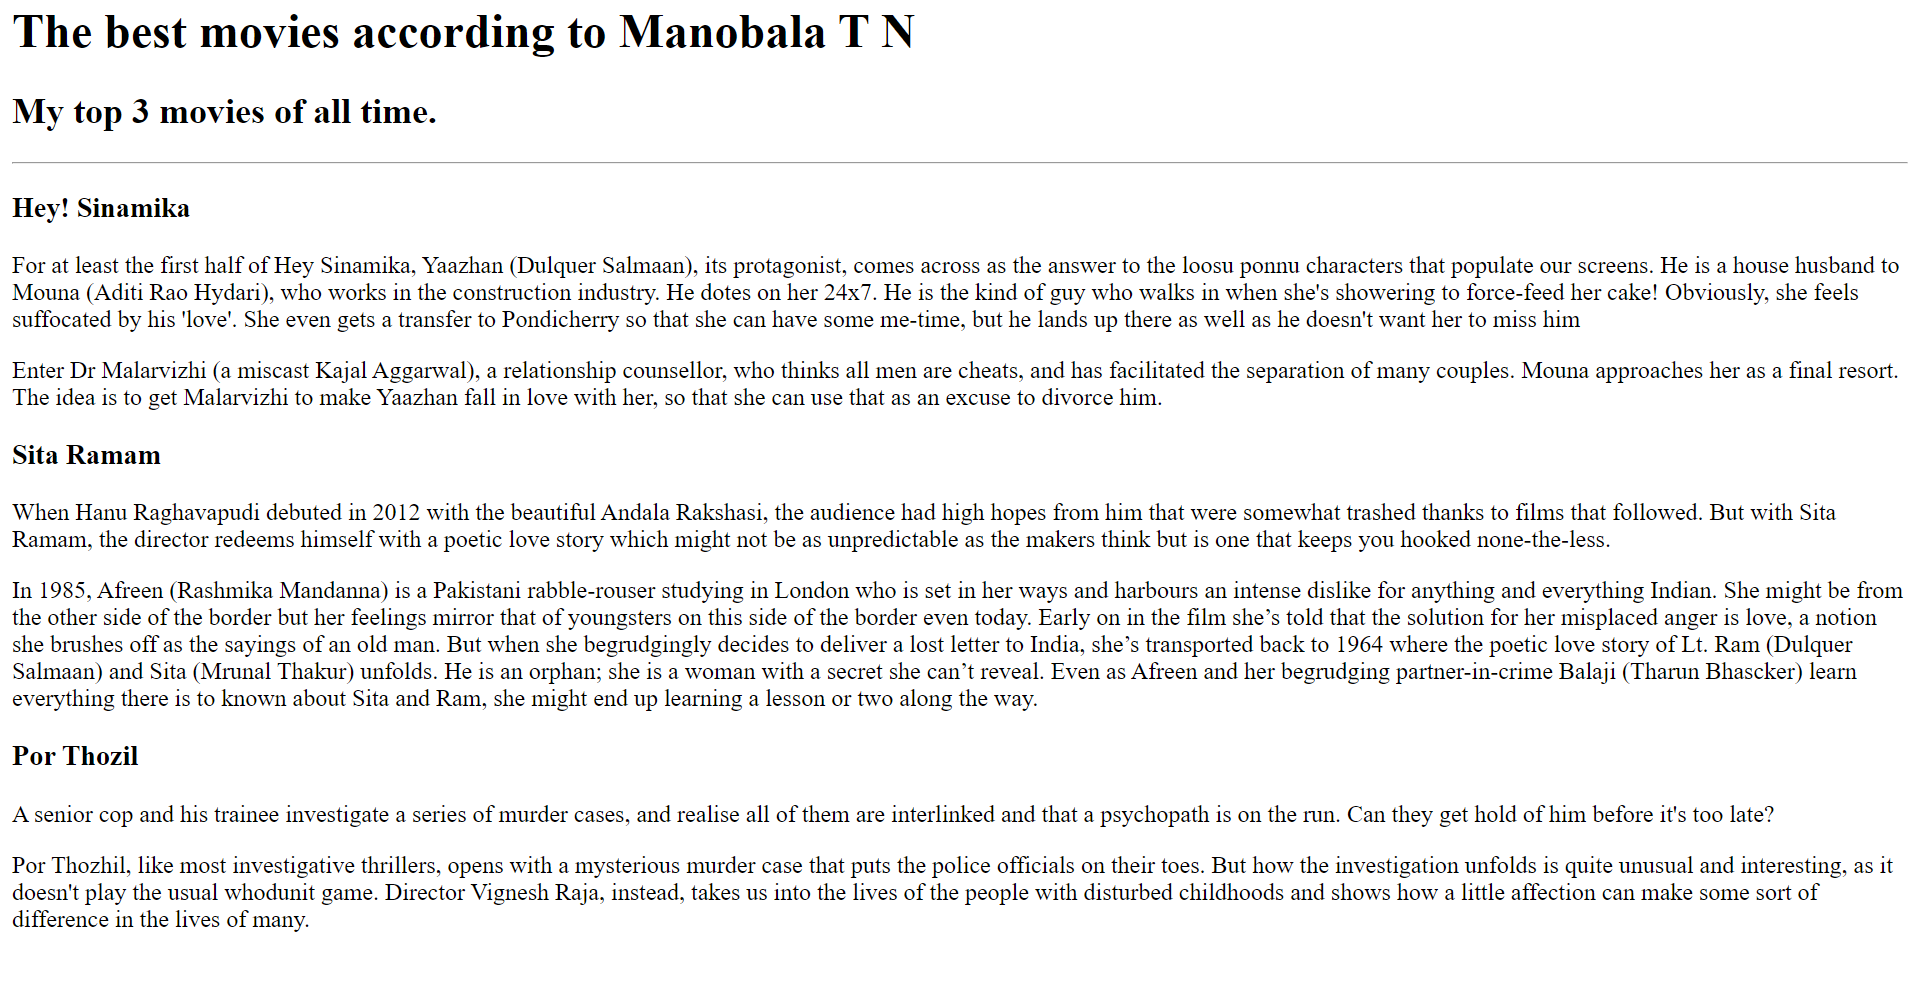 The best movies according to Manobala T N
My top 3 movies of all time.
Hey! Sinamika
For at least the first half of Hey Sinamika, Yaazhan (Dulquer Salmaan), its protagonist, comes across as the answer to the loosu ponnu characters that populate our screens. He is a house husband to
Mouna (Aditi Rao Hydari), who works in the construction industry. He dotes on her 24x7. He is the kind of guy who walks in when she's showering to force-feed her cake! Obviously, she feels
suffocated by his 'love'. She even gets a transfer to Pondicherry so that she can have some me-time, but he lands up there as well as he doesn't want her to miss him
Enter Dr Malarvizhi (a miscast Kajal Aggarwal), a relationship counsellor, who thinks all men are cheats, and has facilitated the separation of many couples. Mouna approaches her as a final resort.
The idea is to get Malarvizhi to make Yaazhan fall in love with her, so that she can use that as an excuse to divorce him.
Sita Ramam
When Hanu Raghavapudi debuted in 2012 with the beautiful Andala Rakshasi, the audience had high hopes from him that were somewhat trashed thanks to films that followed. But with Sita
Ramam, the director redeems himself with a poetic love story which might not be as unpredictable as the makers think but is one that keeps you hooked none-the-less.
In 1985, Afreen (Rashmika Mandanna) is a Pakistani rabble-rouser studying in London who is set in her ways and harbours an intense dislike for anything and everything Indian. She might be from
the other side of the border but her feelings mirror that of youngsters on this side of the border even today. Early on in the film she’s told that the solution for her misplaced anger is love, a notion
she brushes off as the sayings of an old man. But when she begrudgingly decides to deliver a lost letter to India, she’s transported back to 1964 where the poetic love story of Lt. Ram (Dulquer
Salmaan) and Sita (Mrunal Thakur) unfolds. He is an orphan; she is a woman with a secret she can’t reveal. Even as Afreen and her begrudging partner-in-crime Balaji (Tharun Bhascker) learn
everything there is to known about Sita and Ram, she might end up learning a lesson or two along the way.
Por Thozil
A senior cop and his trainee investigate a series of murder cases, and realise all of them are interlinked and that a psychopath is on the run. Can they get hold of him before it's too late?
Por Thozhil, like most investigative thrillers, opens with a mysterious murder case that puts the police officials on their toes. But how the investigation unfolds is quite unusual and interesting, as it
doesn't play the usual whodunit game. Director Vignesh Raja, instead, takes us into the lives of the people with disturbed childhoods and shows how a little affection can make some sort of
difference in the lives of many.